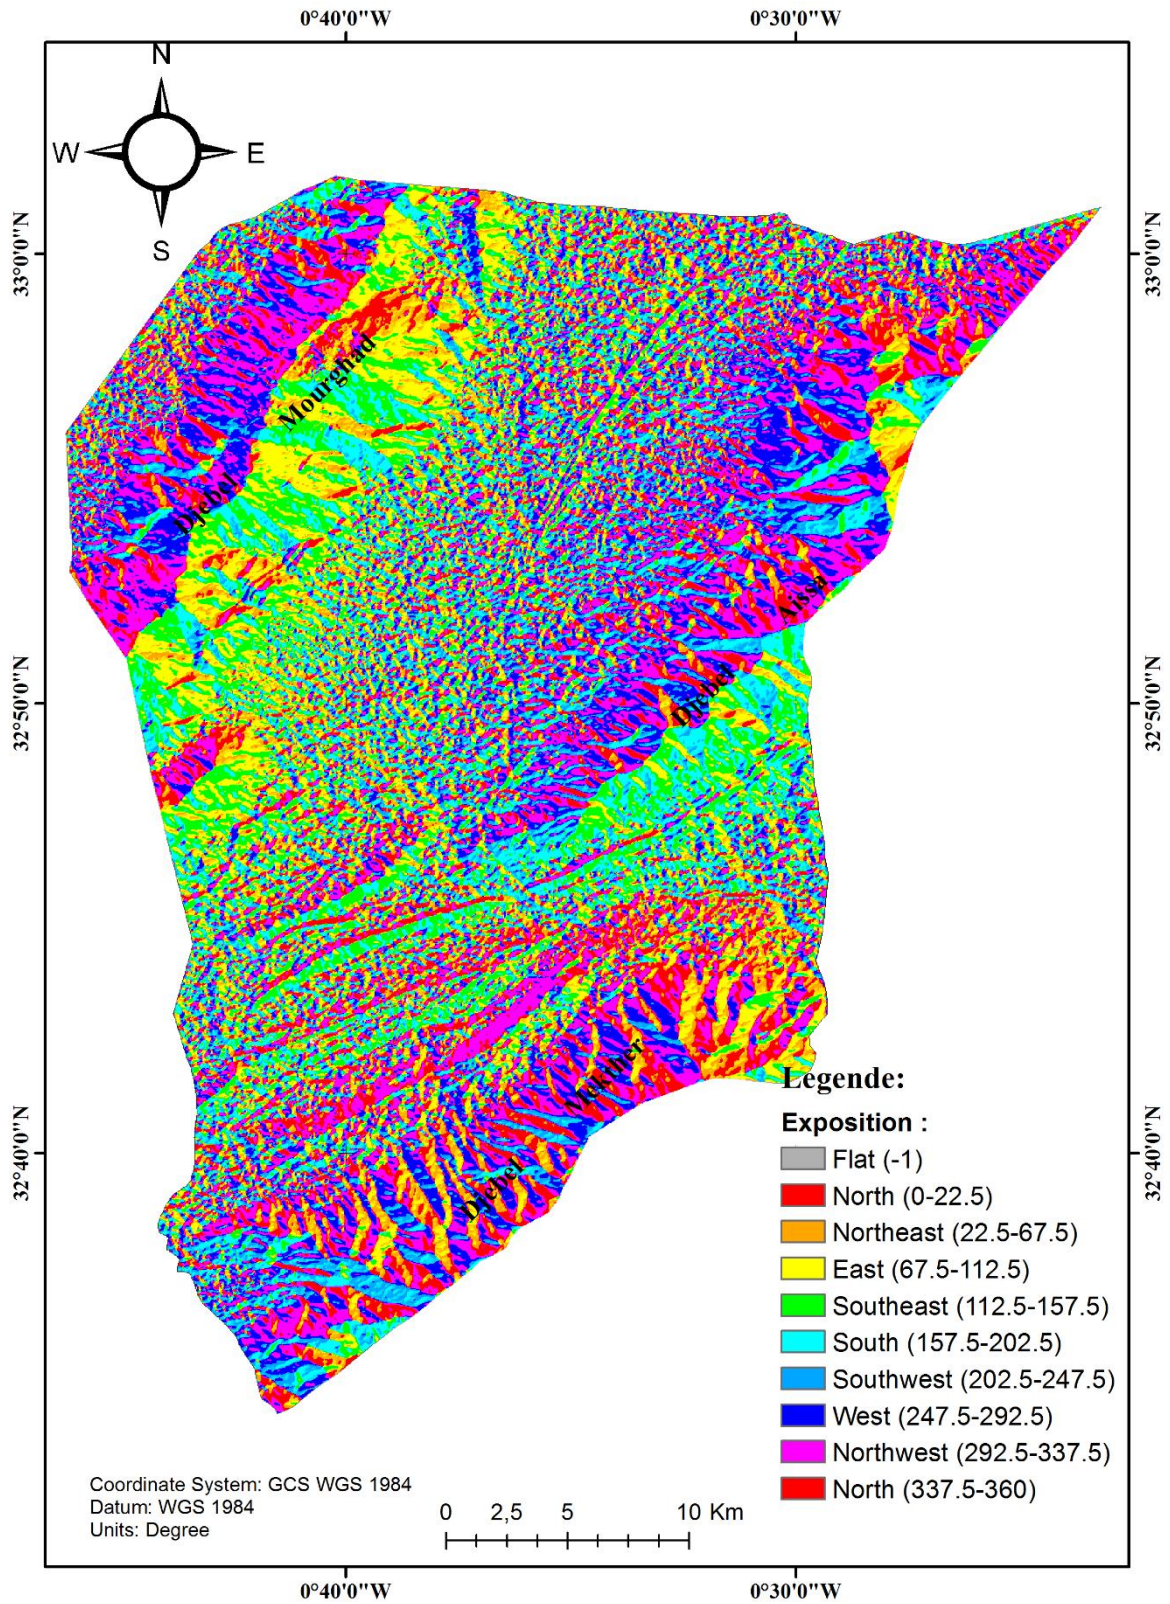 0°40'0"W 0°30'0"W
N
W E
S
33°0'0"N 33°0'0"N
Mourghad
Djebel
Aissa
Djebel
32°50'0"N 32°50'0"N
Mekther
Djebel
32°40'0"N 32°40'0"N
Legende:
Exposition :
Flat (-1)
North (0-22.5)
Northeast (22.5-67.5)
East (67.5-112.5)
Southeast (112.5-157.5)
South (157.5-202.5)
Southwest (202.5-247.5)
West (247.5-292.5)
Northwest (292.5-337.5)
North (337.5-360)
Coordinate System: GCS WGS 1984
Datum: WGS 1984
Units: Degree
0 2,5 5 10 Km
0°40'0"W 0°30'0"W